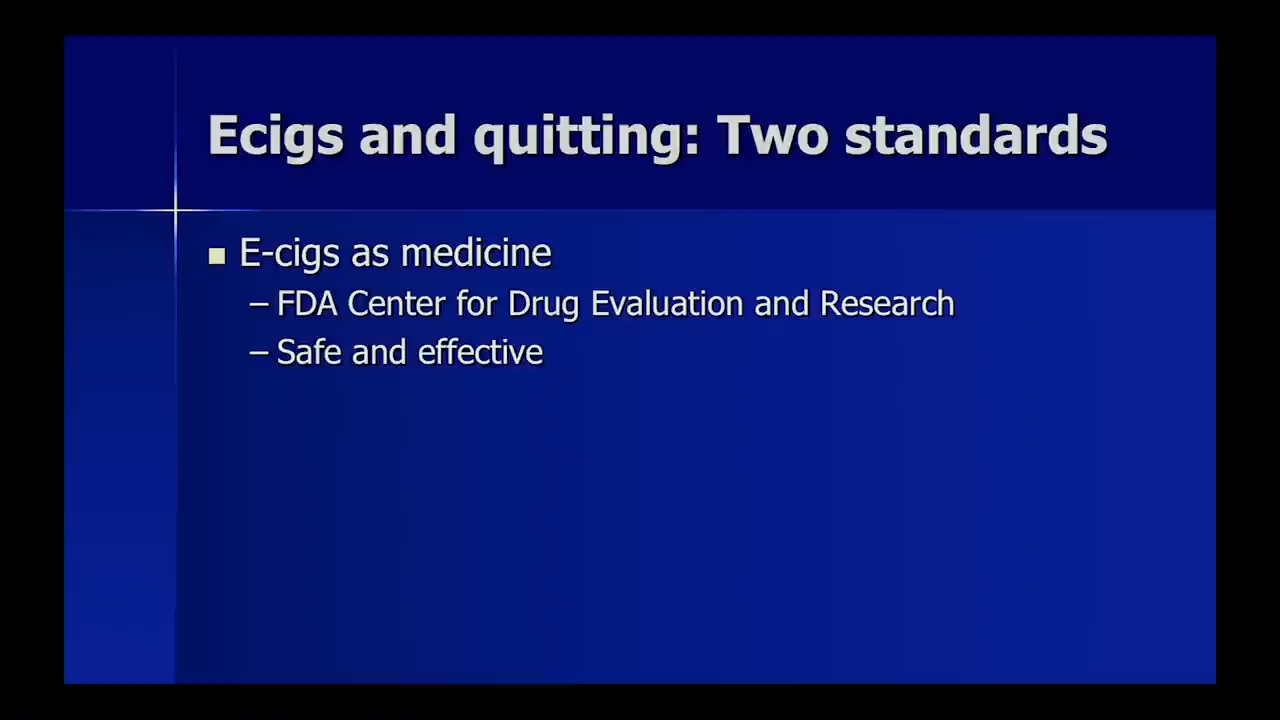 Ecigs and quitting: Two standards
E-cigs as medicine
– FDA Center for Drug Evaluation and Research
– Safe and effective